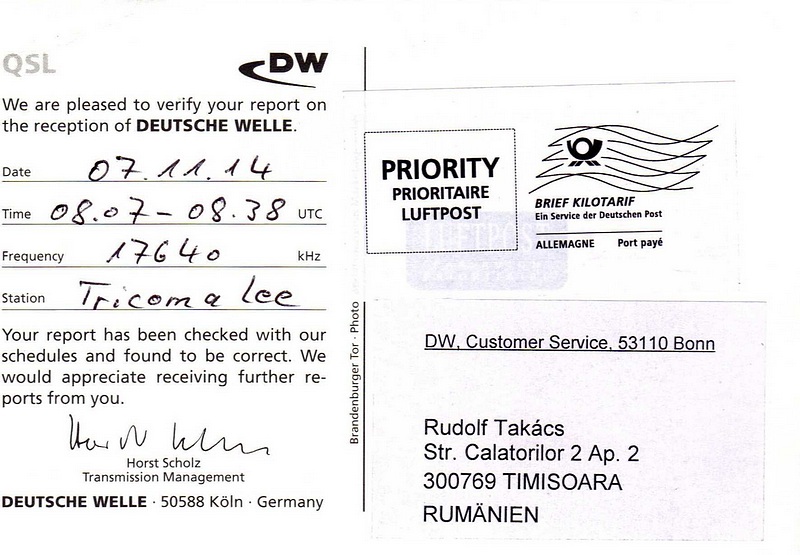 QSL
DW
We are pleased to verify your report on
the reception of DEUTSCHE WELLE.
Date 07.11.14
Time 08.07 - 08.38 UTC
Frequency 17640 kHz
Station Tricoma lee
Your report has been checked with our
schedules and found to be correct. We
would appreciate receiving further re-
ports from you.
Horst Scholz
Transmission Management
DEUTSCHE WELLE · 50588 Köln · Germany
Brandenburger Tor · Photo
PRIORITY
PRIORITAIRE
LUFTPOST
LUFTPOST
BRIEF KILOTARIF
Ein Service der Deutschen Post
ALLEMAGNE Port payé
DW, Customer Service, 53110 Bonn
Rudolf Takács
Str. Calatorilor 2 Ap. 2
300769 TIMISOARA
RUMÄNIEN